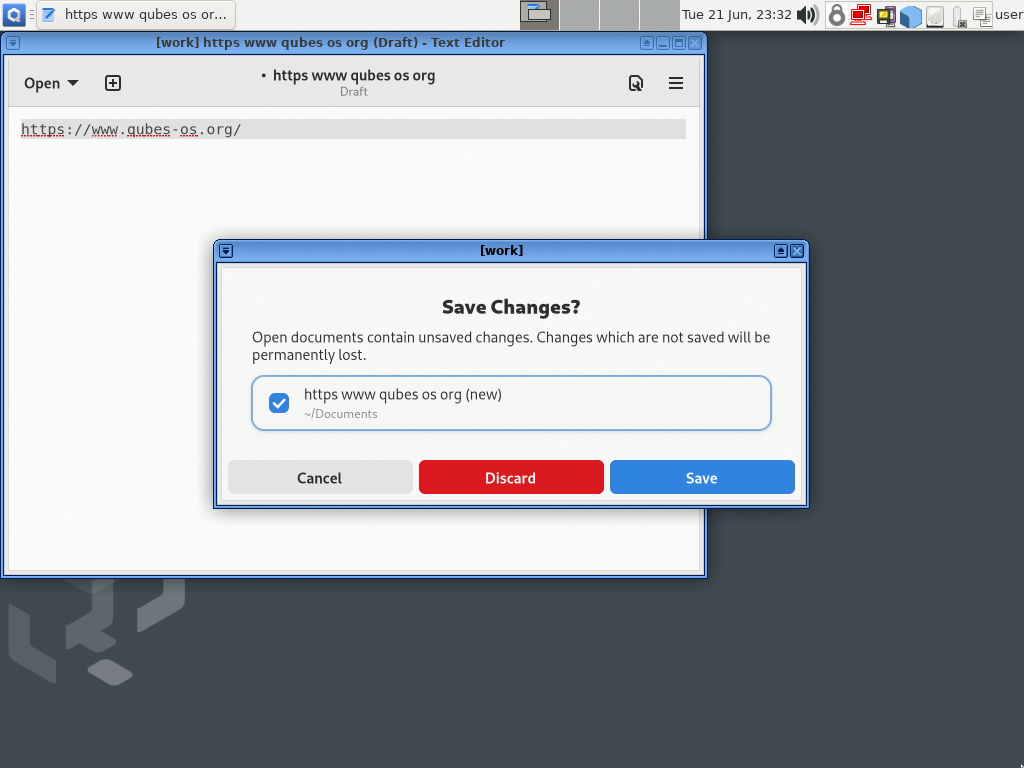 https www qubes os or...
Tue 21 Jun, 23:32
user
[work] https www qubes os org (Draft) - Text Editor
Open
• https www qubes os org
Draft
https://www.qubes-os.org/
[work]
Save Changes?
Open documents contain unsaved changes. Changes which are not saved will be
permanently lost.
https www qubes os org (new)
~/Documents
Cancel
Discard
Save